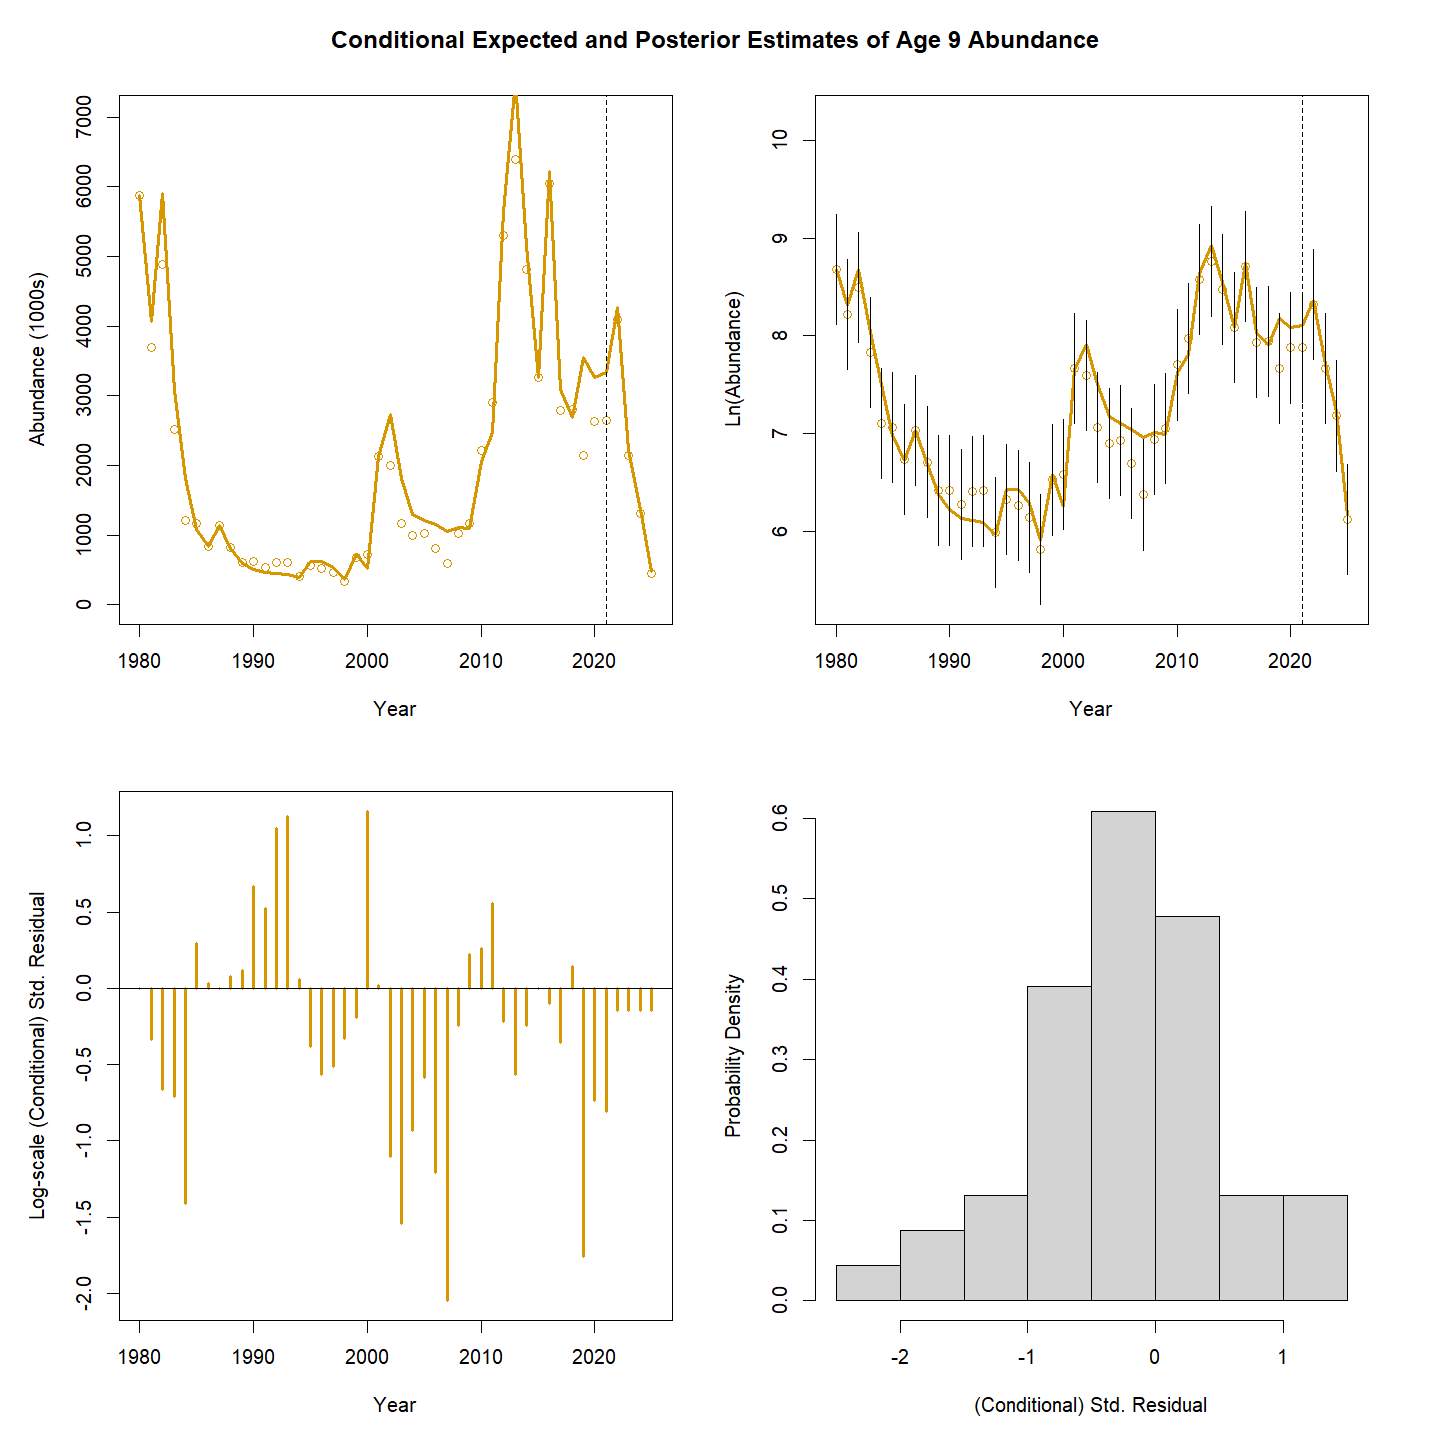 Conditional Expected and Posterior Estimates of Age 9 Abundance
Abundance (1000s)
7000
6000
5000
4000
3000
2000
1000
0
1980 1990 2000 2010 2020
Year
Ln(Abundance)
10
9
8
7
6
1980 1990 2000 2010 2020
Year
Log-scale (Conditional) Std. Residual
1.0
0.5
0.0
-0.5
-1.0
-1.5
-2.0
1980 1990 2000 2010 2020
Year
Probability Density
0.6
0.5
0.4
0.3
0.2
0.1
0.0
-2 -1 0 1
(Conditional) Std. Residual